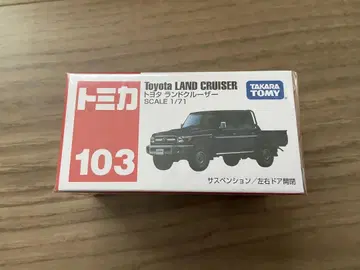 トミカ
103
Toyota LAND CRUISER
トヨタ ランドクルーザー
SCALE 1/71
TAKARA
TOMY
サスペンション/左右ドア開閉